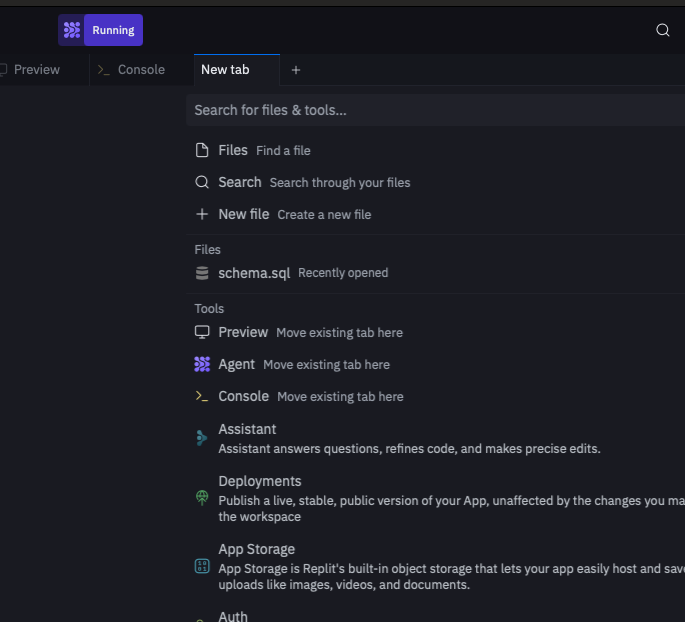 Running
Preview
Console
New tab
Search for files & tools...
Files Find a file
Search Search through your files
New file Create a new file
Files
schema.sql Recently opened
Tools
Preview Move existing tab here
Agent Move existing tab here
Console Move existing tab here
Assistant
Assistant answers questions, refines code, and makes precise edits.
Deployments
Publish a live, stable, public version of your App, unaffected by the changes you ma
the workspace
App Storage
App Storage is Replit's built-in object storage that lets your app easily host and save
uploads like images, videos, and documents.
Auth